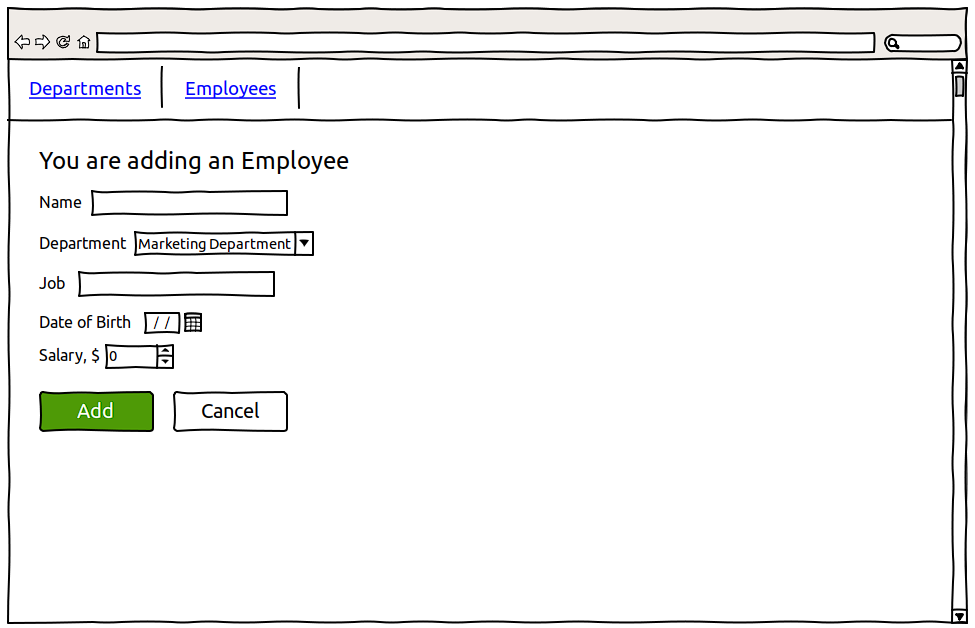 Departments Employees
You are adding an Employee
Name
Department Marketing Department
Job
Date of Birth / /
Salary, $ 0
Add Cancel